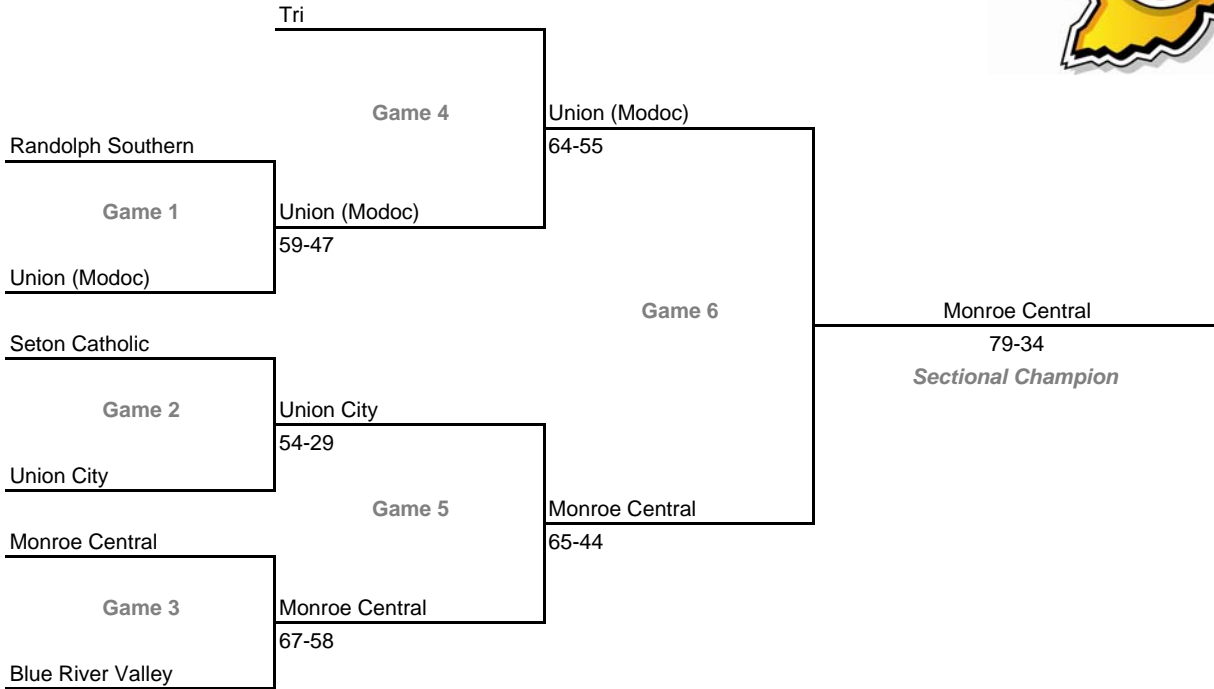 Tri
Game 4
Union (Modoc)
Randolph Southern
64-55
Game 1
Union (Modoc)
59-47
Union (Modoc)
Game 6
Monroe Central
Seton Catholic
79-34
Sectional Champion
Game 2
Union City
54-29
Union City
Game 5
Monroe Central
Monroe Central
65-44
Game 3
Monroe Central
67-58
Blue River Valley